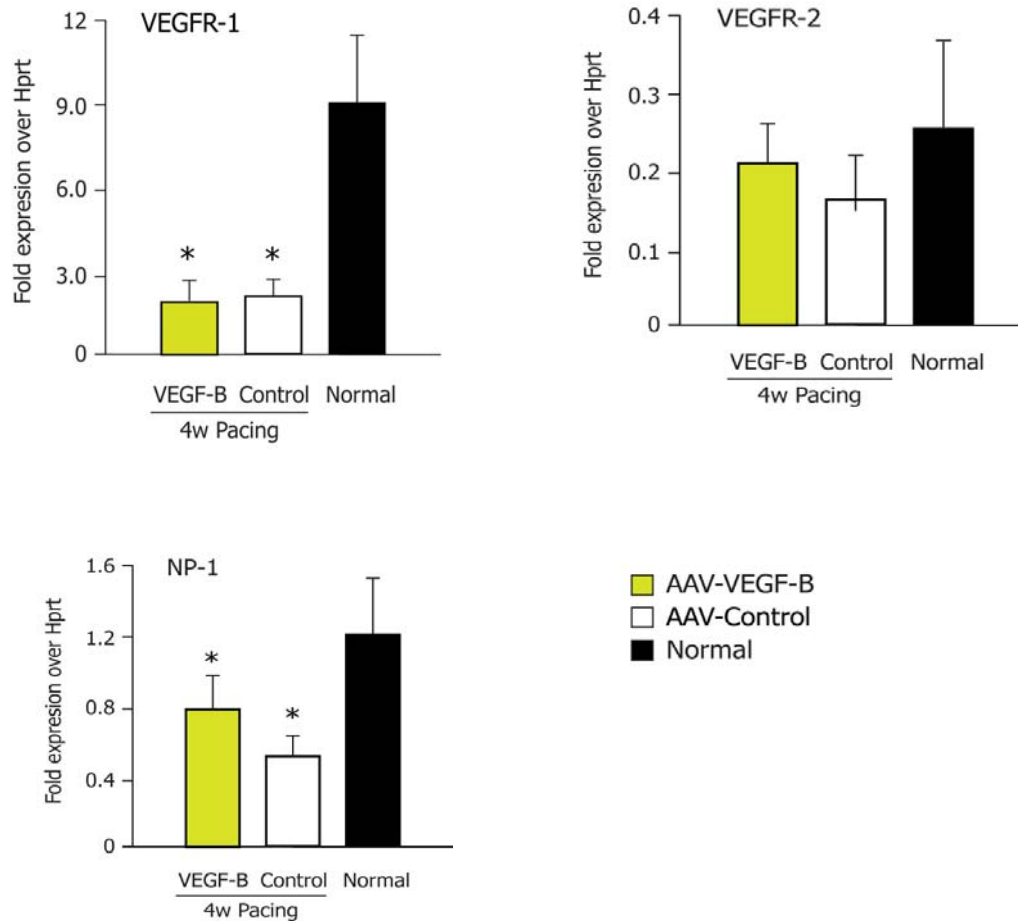 VEGFR-1
Fold expresion over Hprt
12
9.0
6.0
3.0
0
*
*
VEGF-B Control Normal
4w Pacing
VEGFR-2
Fold expresion over Hprt
0.4
0.3
0.2
0.1
0
VEGF-B Control Normal
4w Pacing
NP-1
Fold expresion over Hprt
1.6
1.2
0.8
0.4
0
*
*
VEGF-B Control Normal
4w Pacing
AAV-VEGF-B
AAV-Control
Normal